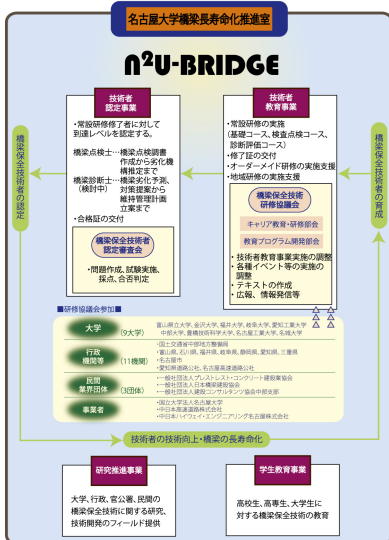 名古屋大学橋梁長寿命化推進室
n²U-BRIDGE
技術者
認定事業
・常設研修修了者に対して
到達レベルを認定する。
橋梁点検士…橋梁点検調書
作成から劣化機
構推定まで
橋梁診断士…橋梁劣化予測、
(検討中)
対策提案から
維持管理計画
立案まで
・合格証の交付
橋梁保全技術者
認定審査会
・問題作成、試験実施、
採点、合否判定
技術者
教育事業
・常設研修の実施
(基礎コース、検査点検コース、
診断評価コース)
・修了証の交付
・オーダーメイド研修の実施支援
・地域研修の実施支援
橋梁保全技術
研修協議会
キャリア教育・研修部会
教育プログラム開発部会
・技術者教育事業実施の調整
・各種イベント等の実施の
調整
・テキストの作成
・広報、情報発信等
橋梁保全技術者の認定
橋梁保全技術者の育成
■研修協議会参加■
大学
(9大学)
富山県立大学、金沢大学、福井大学、岐阜大学、愛知工業大学
中部大学、豊橋技術科学大学、名古屋工業大学、名城大学
行政
機関等
(11機関)
・国土交通省中部地方整備局
・富山県、石川県、福井県、岐阜県、静岡県、愛知県、三重県
・名古屋市
・愛知県道路公社、名古屋高速道路公社
民間
業界団体
(3団体)
・一般社団法人プレストレスト・コンクリート建設業協会
・一般社団法人日本橋梁建設協会
・一般社団法人建設コンサルタンツ協会中部支部
事業者
・国立大学法人名古屋大学
・中日本高速道路株式会社
・中日本ハイウェイ・エンジニアリング名古屋株式会社
技術者の技術向上・橋梁の長寿命化
研究推進事業
大学、行政、官公署、民間の
橋梁保全技術に関する研究、
技術開発のフィールド提供
学生教育事業
高校生、高専生、大学生に
対する橋梁保全技術の教育